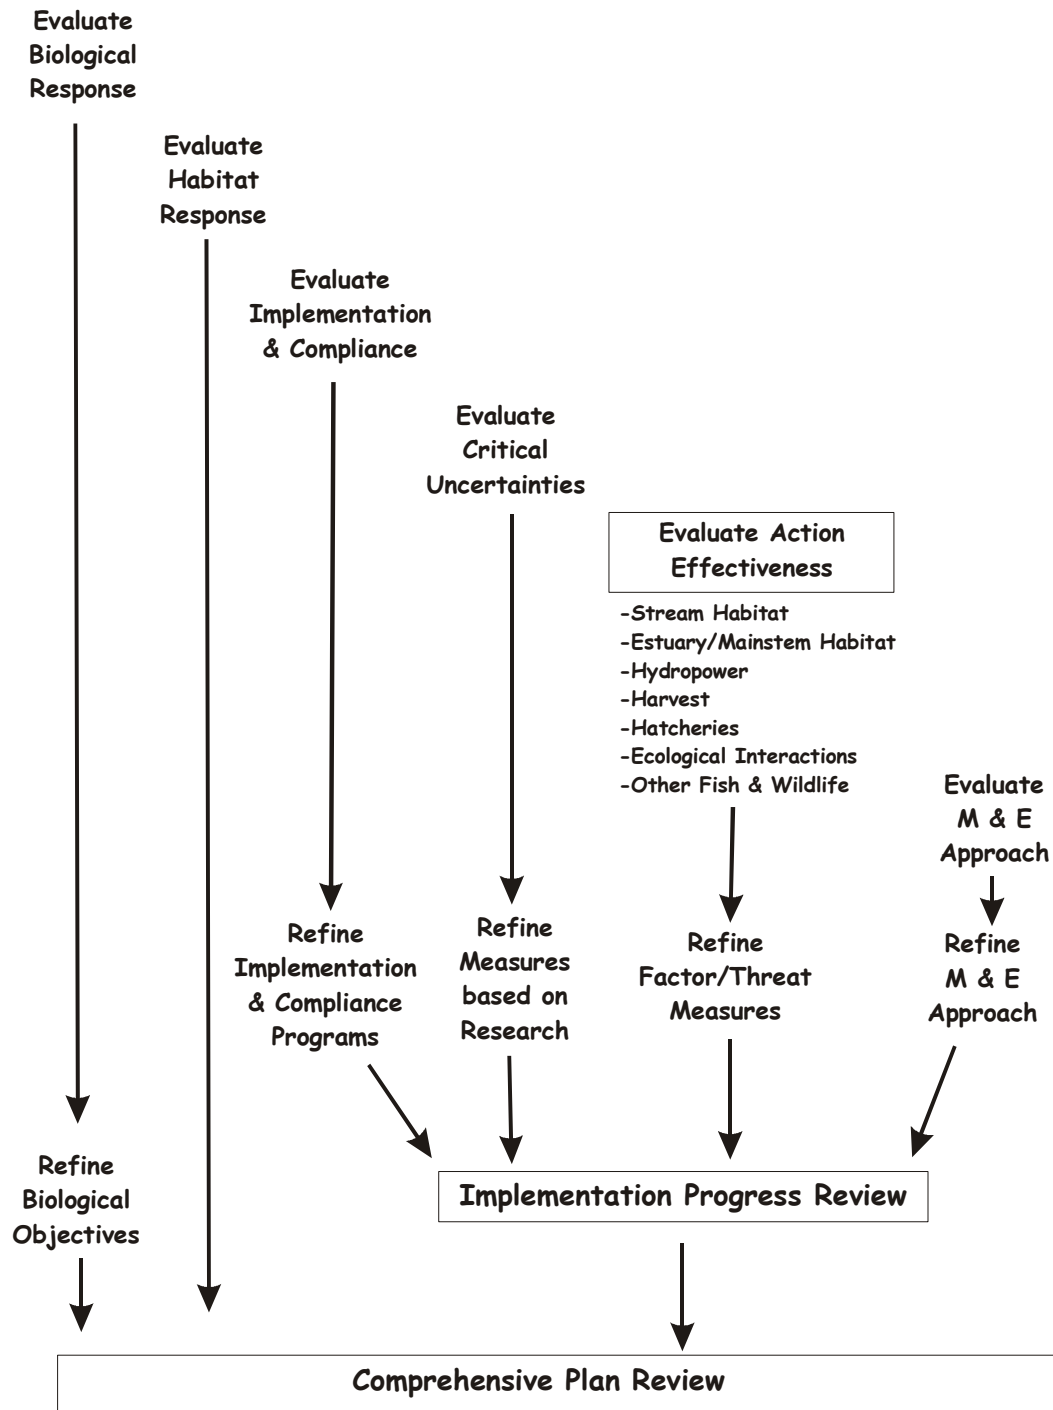 Evaluate
Biological
Response
Evaluate
Habitat
Response
Evaluate
Implementation
& Compliance
Evaluate
Critical
Uncertainties
Evaluate Action
Effectiveness
-Stream Habitat
-Estuary/Mainstem Habitat
-Hydropower
-Harvest
-Hatcheries
-Ecological Interactions
-Other Fish & Wildlife
Evaluate
M & E
Approach
Refine
Implementation
& Compliance
Programs
Refine
Measures
based on
Research
Refine
Factor/Threat
Measures
Refine
M & E
Approach
Refine
Biological
Objectives
Implementation Progress Review
Comprehensive Plan Review